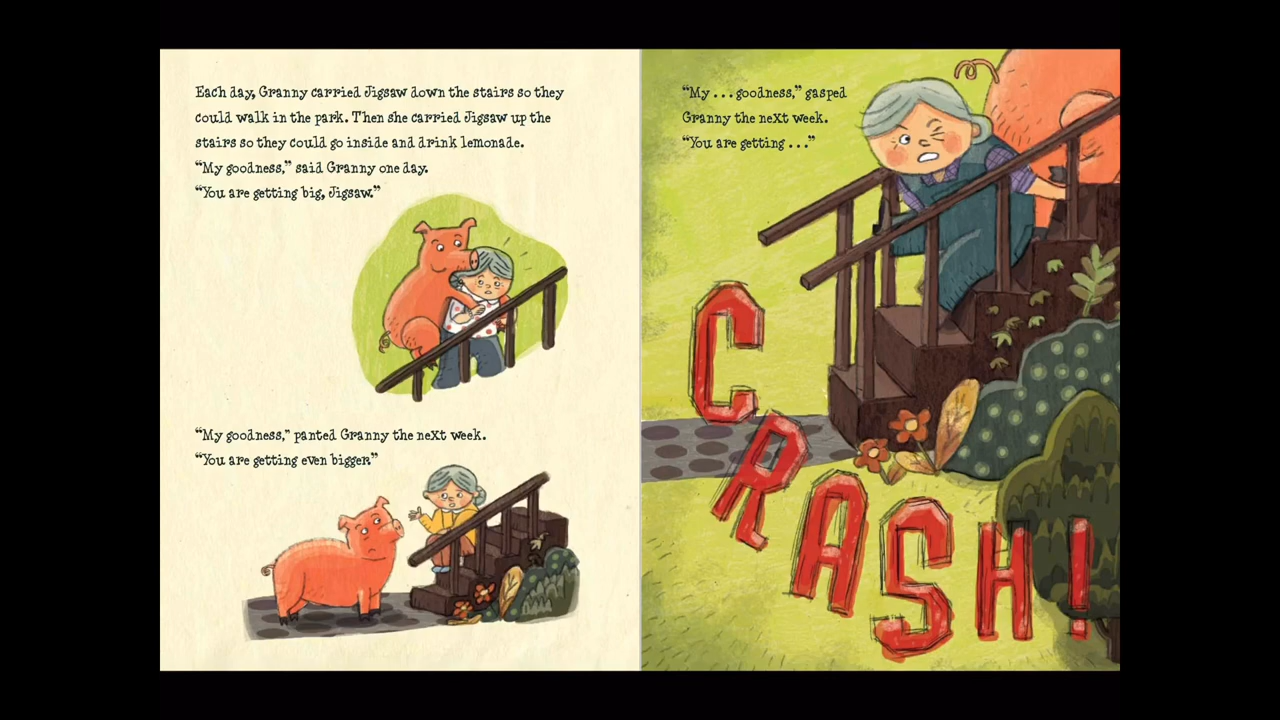 Each day, Granny carried Jigsaw down the stairs so they
could walk in the park. Then she carried Jigsaw up the
stairs so they could go inside and drink lemonade.
“My goodness,” said Granny one day.
“You are getting big, Jigsaw.”
“My goodness,” panted Granny the next week.
“You are getting even bigger.”
“My . . . goodness,” gasped
Granny the next week.
“You are getting . . .”
CRASH!